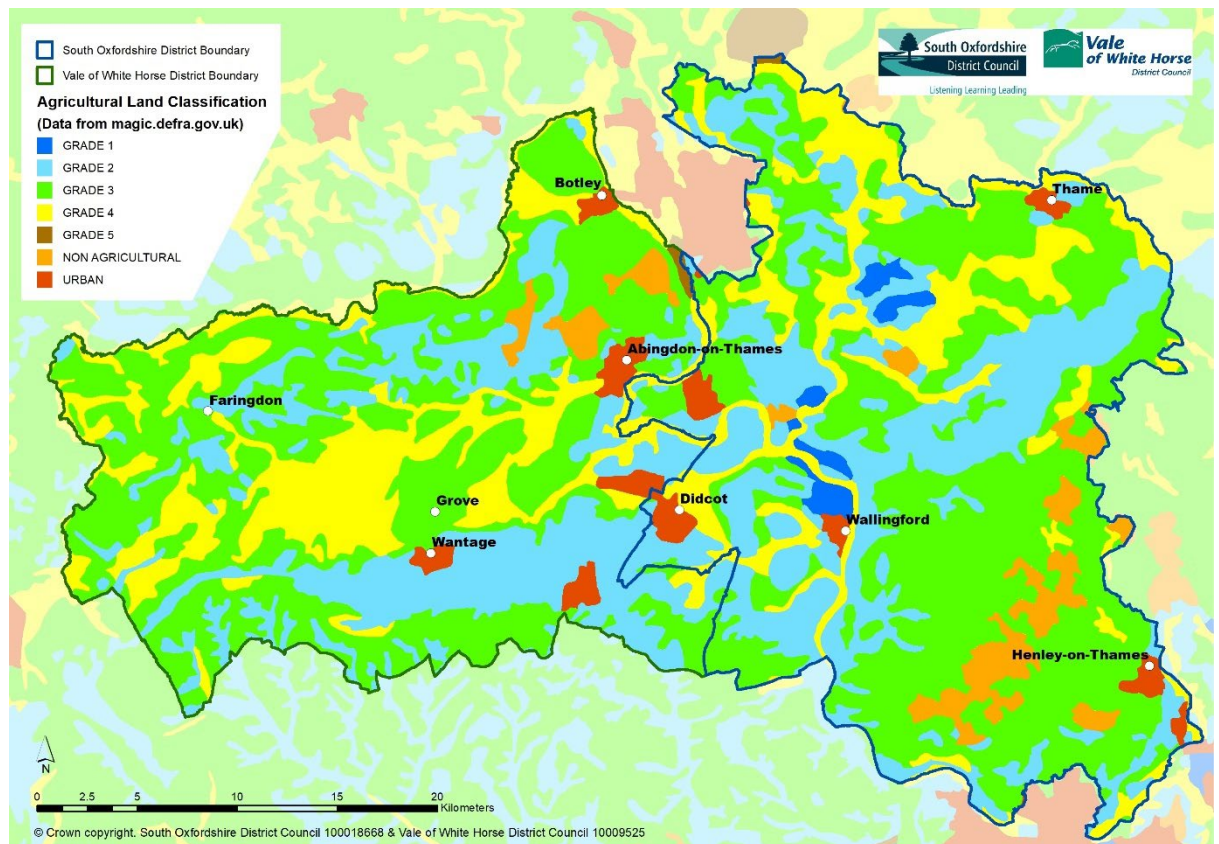 South Oxfordshire District Boundary
Vale of White Horse District Boundary
Agricultural Land Classification
(Data from magic.defra.gov.uk)
GRADE 1
GRADE 2
GRADE 3
GRADE 4
GRADE 5
NON AGRICULTURAL
URBAN
South Oxfordshire
District Council
Listening Learning Leading
Vale
of White Horse
District Council
Botley
Thame
Abingdon-on-Thames
Faringdon
Grove
Didcot
Wallingford
Wantage
Henley-on-Thames
N
0 2.5 5 10 15 20
Kilometers
© Crown copyright. South Oxfordshire District Council 100018668 & Vale of White Horse District Council 10009525